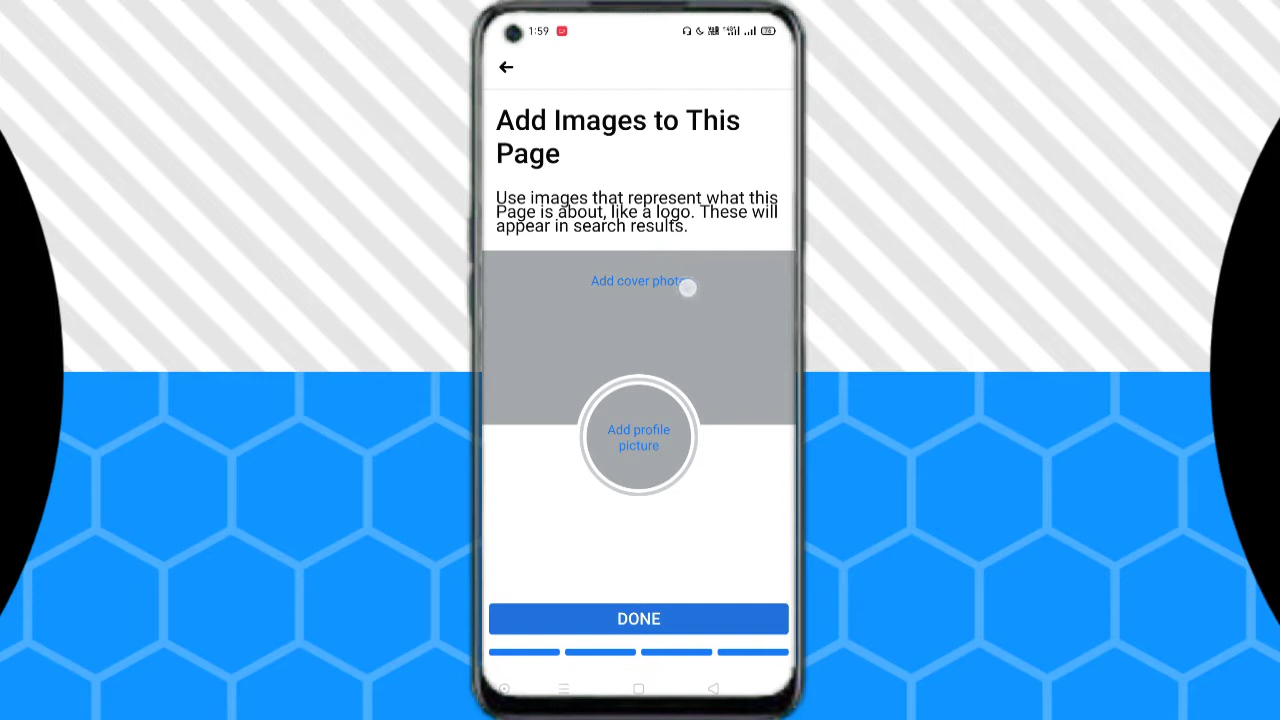 1:59
Add Images to This
Page
Use images that represent what this
Page is about, like a logo. These will
appear in search results.
Add cover photo
Add profile
picture
DONE